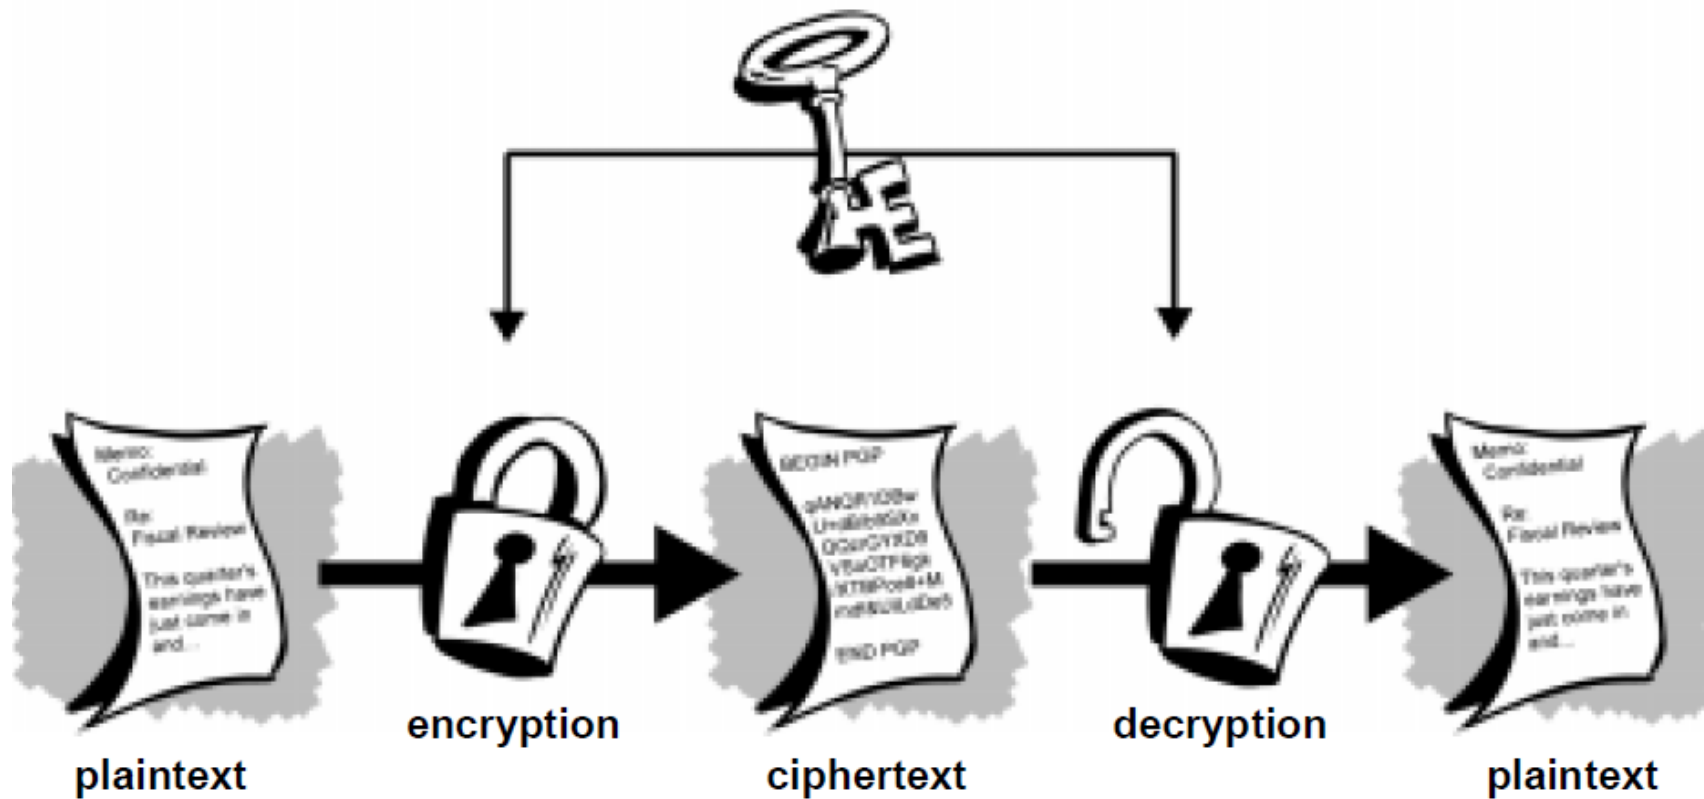 Memo:
Confidential
Re:
Fiscal Review
This quarter's
earnings have
just come in
and...
BEGIN PGP
END PGP
Memo:
Confidential
Re:
Fiscal Review
This quarter's
earnings have
just come in
and...
encryption
decryption
plaintext
ciphertext
plaintext